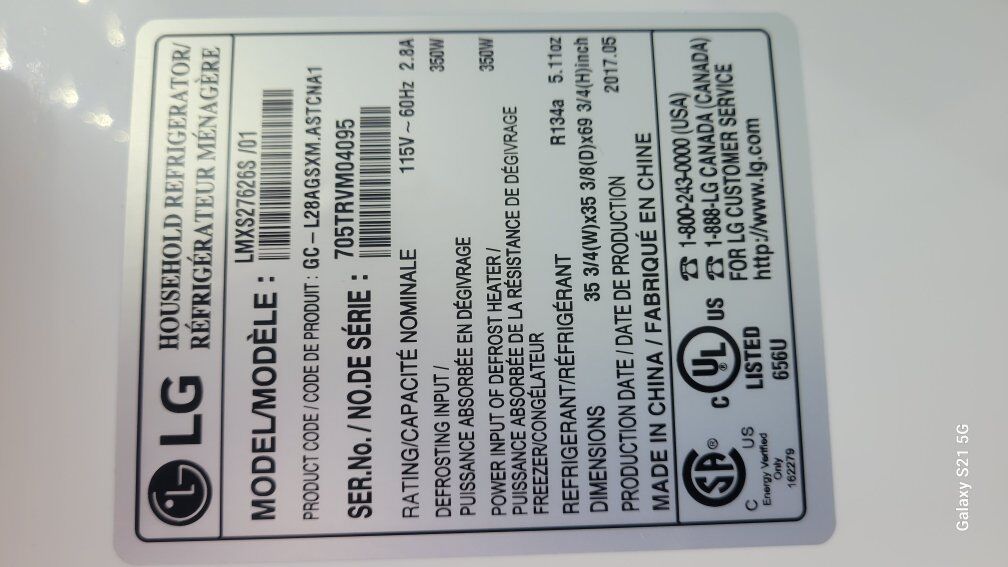 LG
HOUSEHOLD REFRIGERATOR/
RÉFRIGÉRATEUR MÉNAGÈRE
MODEL/MODÈLE : LMXS27626S /01
PRODUCT CODE / CODE DE PRODUIT : GC-L28AGSXM.ASTCNA1
SER.No. / NO.DE SÉRIE : 705TRVM04095
RATING/CAPACITÉ NOMINALE 115V~60Hz 2.8A
DEFROSTING INPUT / 350W
PUISSANCE ABSORBÉE EN DÉGIVRAGE
POWER INPUT OF DEFROST HEATER / 350W
PUISSANCE ABSORBÉE DE LA RÉSISTANCE DE DÉGIVRAGE
FREEZER/CONGÉLATEUR
REFRIGERANT/RÉFRIGÉRANT R134a 5.11oz
DIMENSIONS 35 3/4(W)x35 3/8(D)x69 3/4(H)inch
PRODUCTION DATE / DATE DE PRODUCTION 2017.05
MADE IN CHINA / FABRIQUÉ EN CHINE
SA ®
C US
Energy Verified
Only
162279
C UL US
LISTED
656U
☎ 1-800-243-0000 (USA)
☎ 1-888-LG CANADA (CANADA)
FOR LG CUSTOMER SERVICE
http://www.lg.com
Galaxy S21 5G